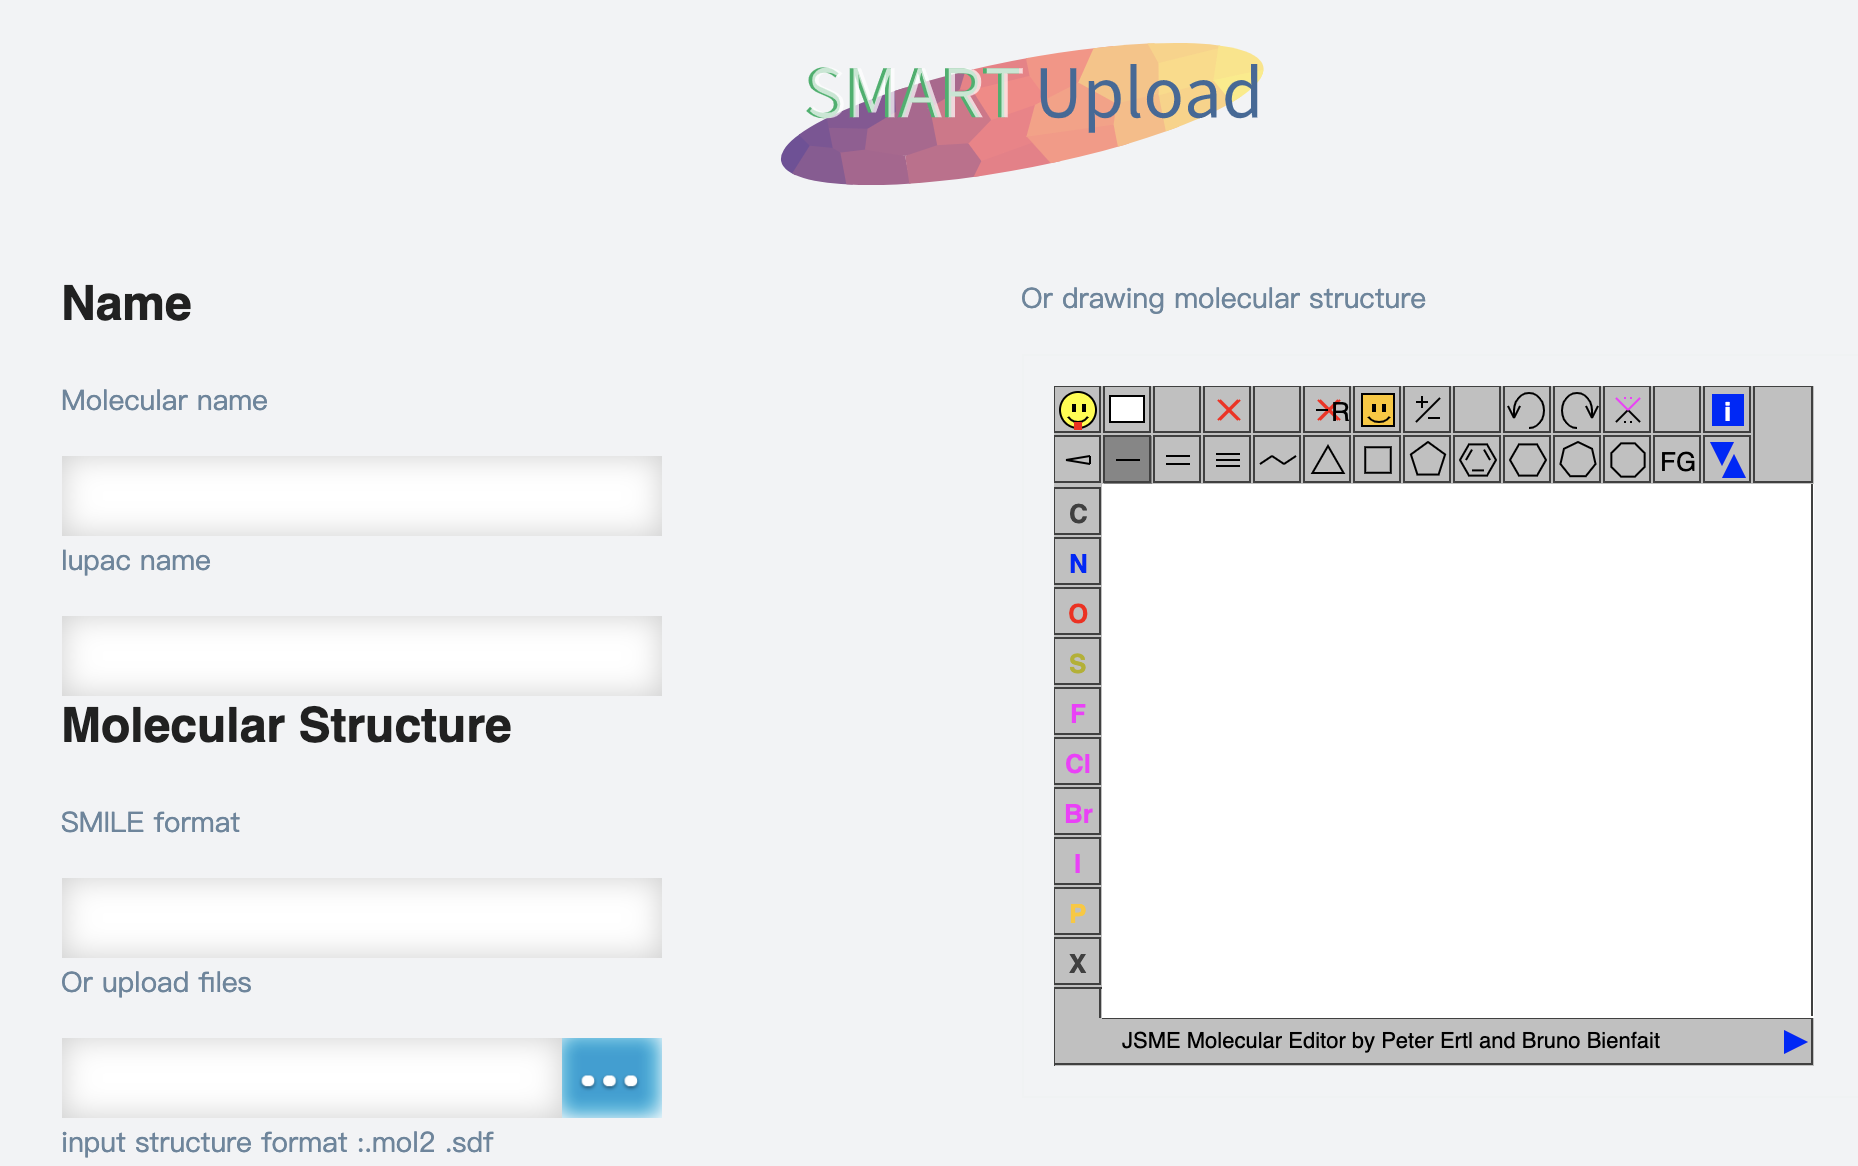 SMART Upload
Name
Molecular name
Iupac name
Molecular Structure
SMILE format
Or upload files
...
input structure format :.mol2 .sdf
Or drawing molecular structure
R
i
FG
C
N
O
S
F
Cl
Br
I
P
X
JSME Molecular Editor by Peter Ertl and Bruno Bienfait